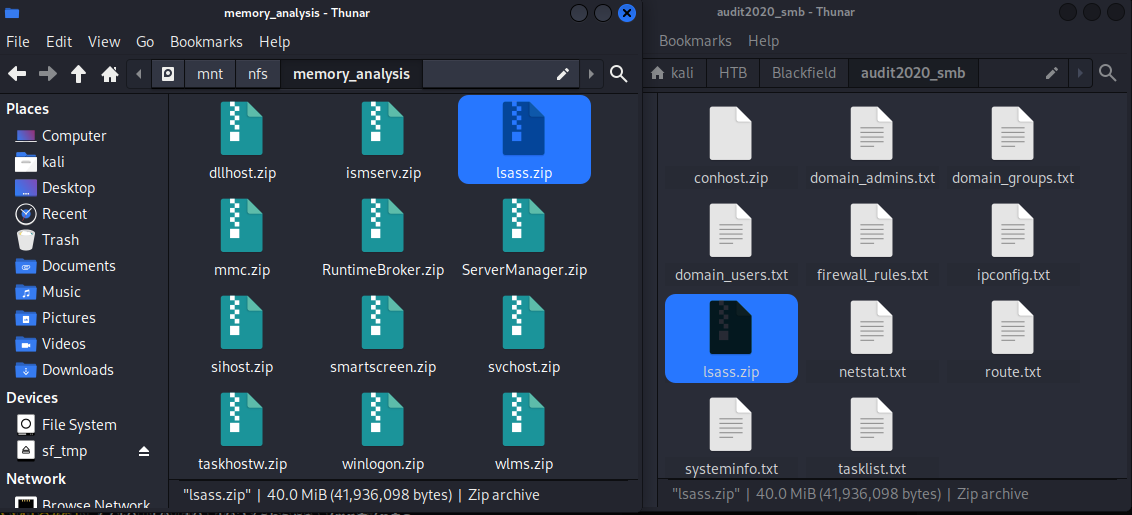 memory_analysis - Thunar
File Edit View Go Bookmarks Help
mnt nfs memory_analysis
Places
Computer
kali
Desktop
Recent
Trash
Documents
Music
Pictures
Videos
Downloads
Devices
File System
sf_tmp
Network
Browse Network
dllhost.zip ismserv.zip lsass.zip
mmc.zip RuntimeBroker.zip ServerManager.zip
sihost.zip smartscreen.zip svchost.zip
taskhostw.zip winlogon.zip wlms.zip
"lsass.zip" | 40.0 MiB (41,936,098 bytes) | Zip archive
audit2020_smb - Thunar
Bookmarks Help
kali HTB Blackfield audit2020_smb
conhost.zip domain_admins.txt domain_groups.txt
domain_users.txt firewall_rules.txt ipconfig.txt
lsass.zip netstat.txt route.txt
systeminfo.txt tasklist.txt
"lsass.zip" | 40.0 MiB (41,936,098 bytes) | Zip archive